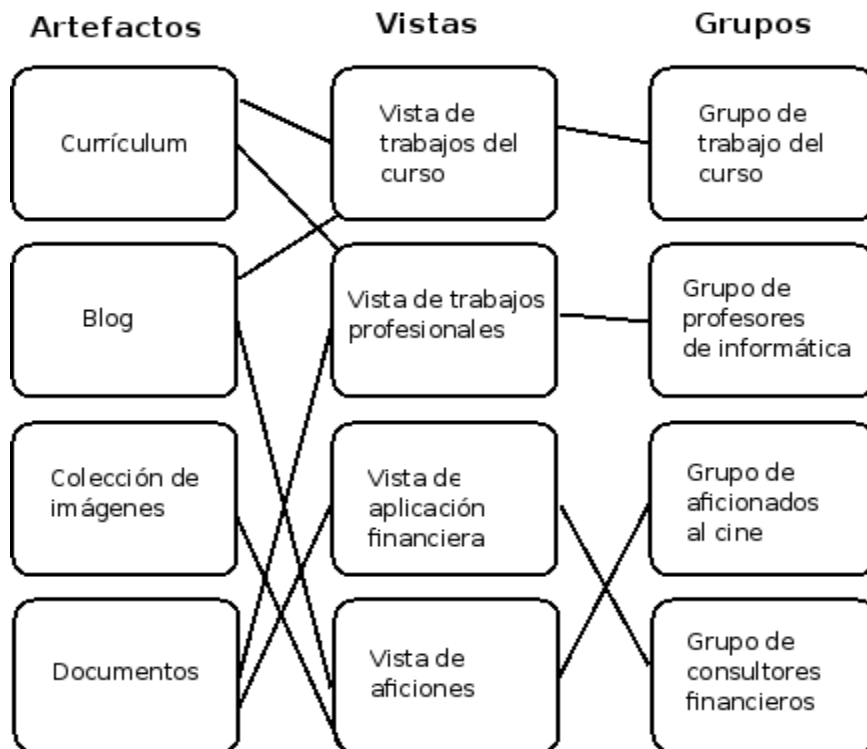 Artefactos
Vistas
Grupos
Currículum
Vista de
trabajos del
curso
Grupo de
trabajo del
curso
Blog
Vista de trabajos
profesionales
Grupo de
profesores
de informática
Colección de
imágenes
Vista de
aplicación
financiera
Grupo de
aficionados
al cine
Documentos
Vista de
aficiones
Grupo de
consultores
financieros